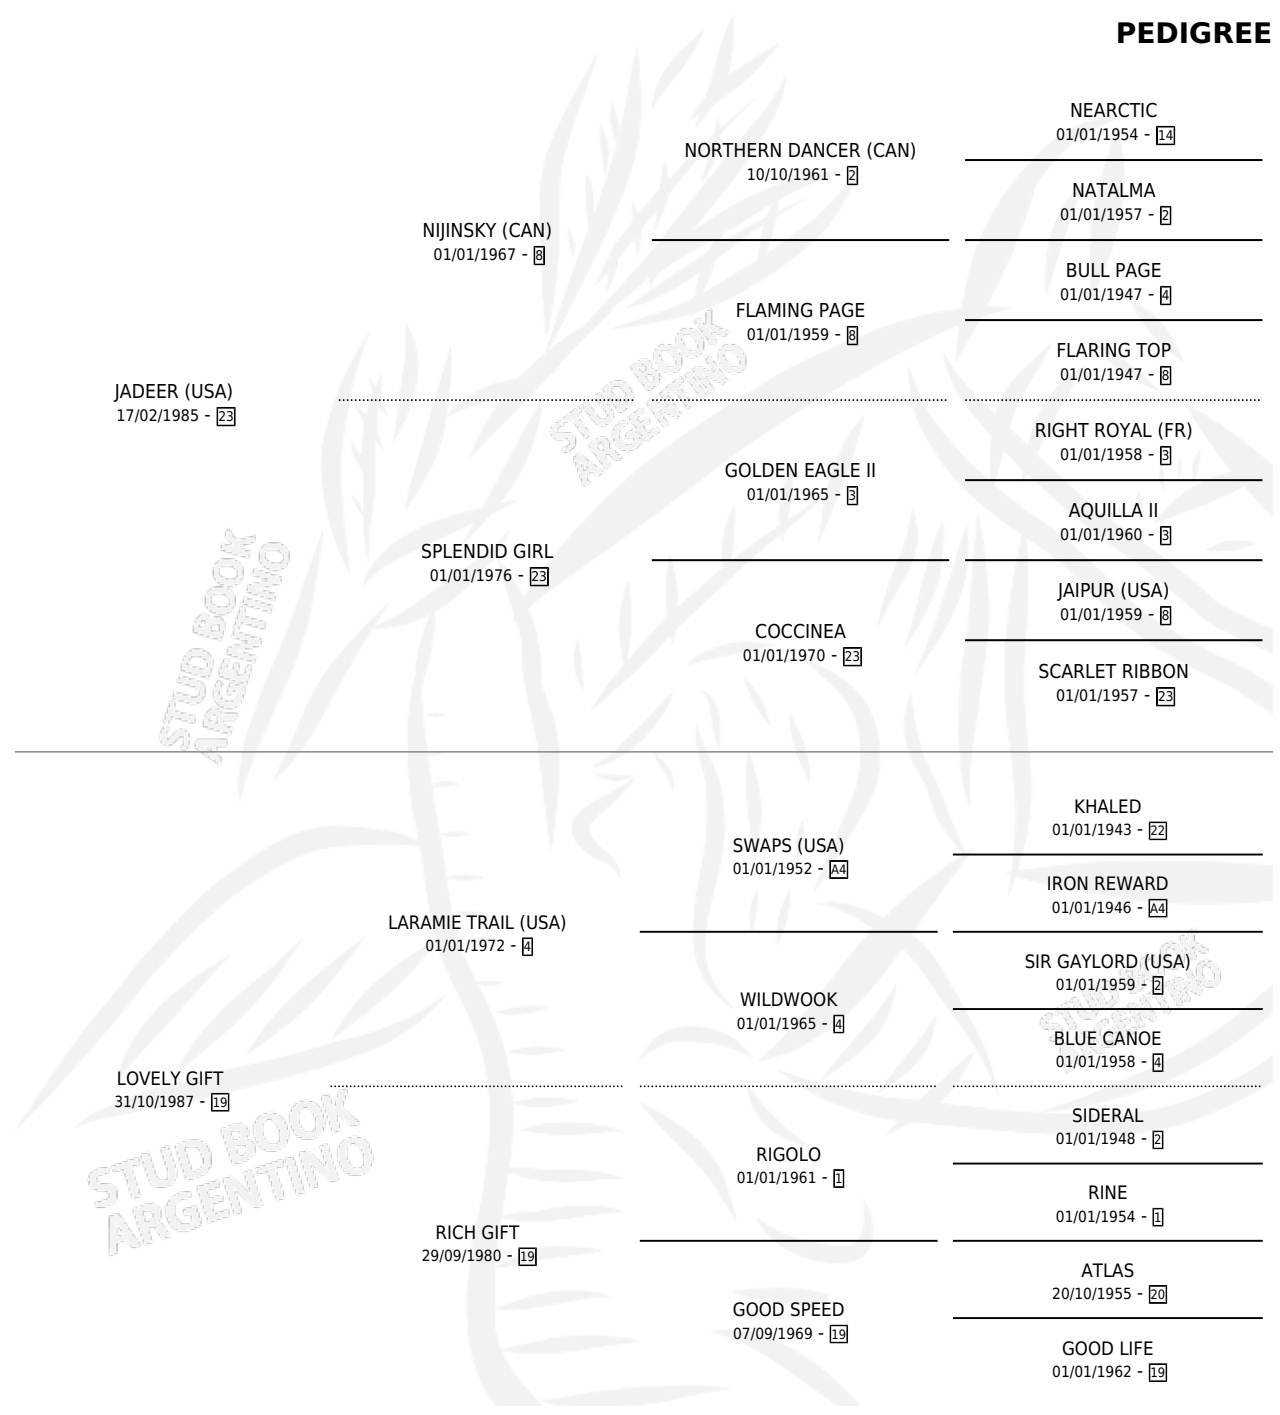 PEDIGREE
NEARCTIC
01/01/1954 - 14
NORTHERN DANCER (CAN)
10/10/1961 - 2
NATALMA
01/01/1957 - 2
NIJINSKY (CAN)
01/01/1967 - 8
BULL PAGE
01/01/1947 - 4
FLAMING PAGE
01/01/1959 - 8
FLARING TOP
01/01/1947 - 8
JADEER (USA)
17/02/1985 - 23
RIGHT ROYAL (FR)
01/01/1958 - 3
GOLDEN EAGLE II
01/01/1965 - 3
AQUILLA II
01/01/1960 - 3
SPLENDID GIRL
01/01/1976 - 23
JAIPUR (USA)
01/01/1959 - 8
COCCINEA
01/01/1970 - 23
SCARLET RIBBON
01/01/1957 - 23
KHALED
01/01/1943 - 22
SWAPS (USA)
01/01/1952 - A4
IRON REWARD
01/01/1946 - A4
LARAMIE TRAIL (USA)
01/01/1972 - 4
SIR GAYLORD (USA)
01/01/1959 - 2
WILDWOOK
01/01/1965 - 4
BLUE CANOE
01/01/1958 - 4
LOVELY GIFT
31/10/1987 - 19
SIDERAL
01/01/1948 - 2
RIGOLO
01/01/1961 - 1
RINE
01/01/1954 - 1
RICH GIFT
29/09/1980 - 19
ATLAS
20/10/1955 - 20
GOOD SPEED
07/09/1969 - 19
GOOD LIFE
01/01/1962 - 19
STUD BOOK
ARGENTINO
STUD BOOK
ARGENTINO
STUD BOOK
ARGENTINO
STUD BOOK
ARGENTINO